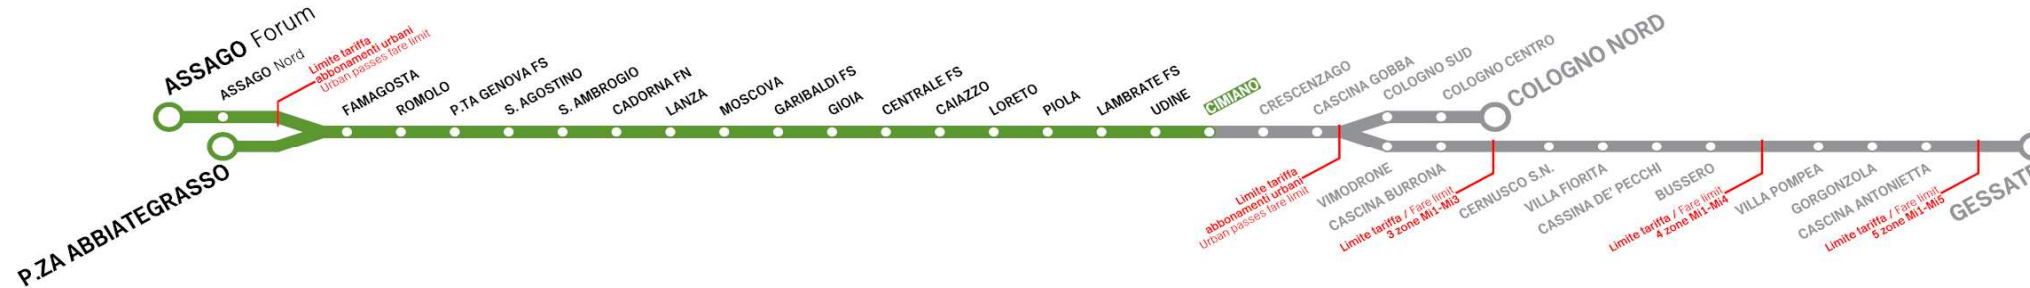 ASSAGO Forum
ASSAGO Nord
Limite tariffa
abbonamenti urbani
Urban passes fare limit
P.ZA ABBIATEGRASSO
FAMAGOSTA
ROMOLO
P.TA GENOVA FS
S. AGOSTINO
S. AMBROGIO
CADORNA FN
LANZA
MOSCOVA
GARIBALDI FS
GIOIA
CENTRALE FS
CAIAZZO
LORETO
PIOLA
LAMBRATE FS
UDINE
CIMIANO
CRESCENZAGO
CASCINA GOBBA
COLOGNO SUD
COLOGNO CENTRO
COLOGNO NORD
Limite tariffa
abbonamenti urbani
Urban passes fare limit
VIMODRONE
CASCINA BURRONA
Limite tariffa / Fare limit
3 zone Mi1-Mi3
CERNUSCO S.N.
VILLA FIORITA
CASSINA DE' PECCHI
BUSSERO
Limite tariffa / Fare limit
4 zone Mi1-Mi4
VILLA POMPEA
GORGONZOLA
CASCINA ANTONIETTA
Limite tariffa / Fare limit
5 zone Mi1-Mi5
GESSATE